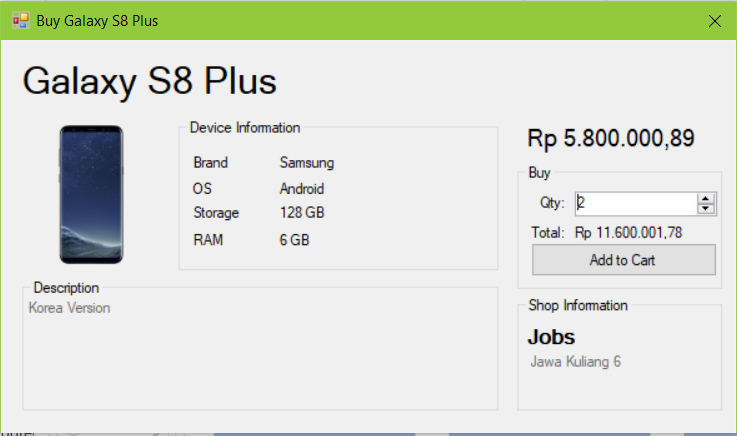 Buy Galaxy S8 Plus
Galaxy S8 Plus
Device Information
Brand Samsung
OS Android
Storage 128 GB
RAM 6 GB
Rp 5.800.000,89
Buy
Qty: 2
Total: Rp 11.600.001,78
Add to Cart
Description
Korea Version
Shop Information
Jobs
Jawa Kuliang 6